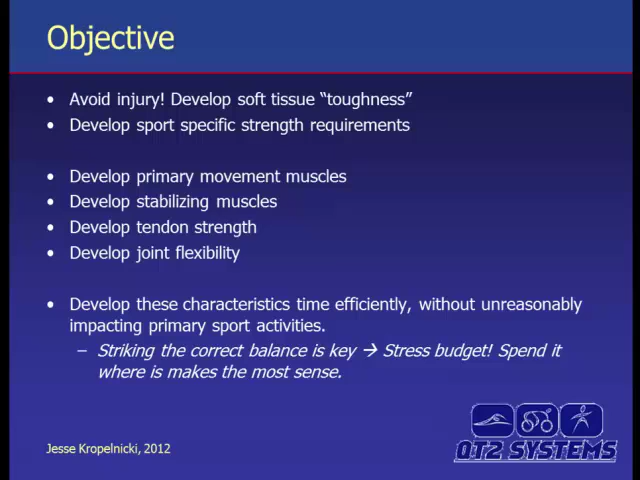 Objective
• Avoid injury! Develop soft tissue “toughness”
• Develop sport specific strength requirements
• Develop primary movement muscles
• Develop stabilizing muscles
• Develop tendon strength
• Develop joint flexibility
• Develop these characteristics time efficiently, without unreasonably
impacting primary sport activities.
– Striking the correct balance is key → Stress budget! Spend it
where is makes the most sense.
Jesse Kropelnicki, 2012
QT2 SYSTEMS